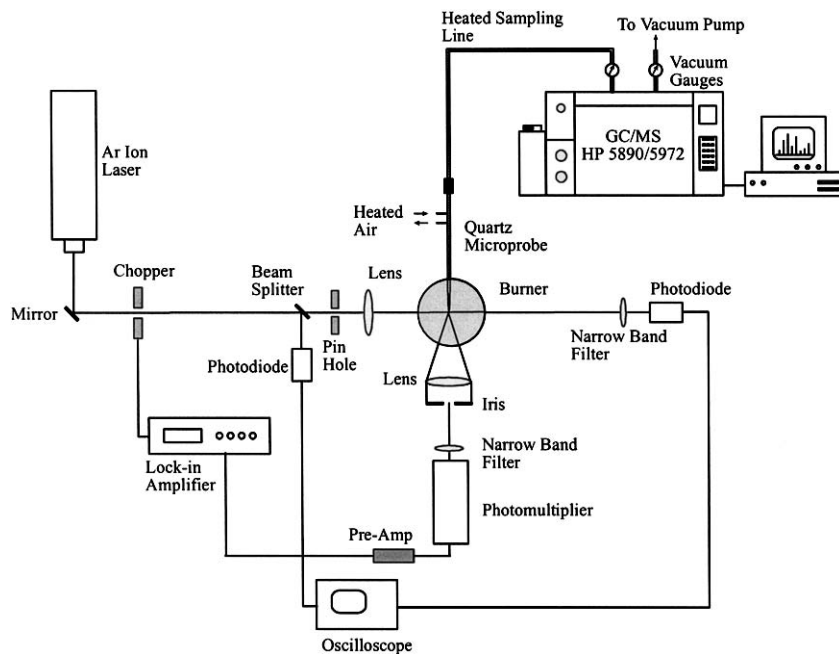 Heated Sampling
Line
To Vacuum Pump
Vacuum
Gauges
Ar Ion
Laser
GC/MS
HP 5890/5972
Heated
Air
Quartz
Microprobe
Chopper
Beam
Splitter
Lens
Burner
Photodiode
Mirror
Pin
Hole
Narrow Band
Filter
Photodiode
Lens
Iris
Narrow Band
Filter
Lock-in
Amplifier
Photomultiplier
Pre-Amp
Oscilloscope